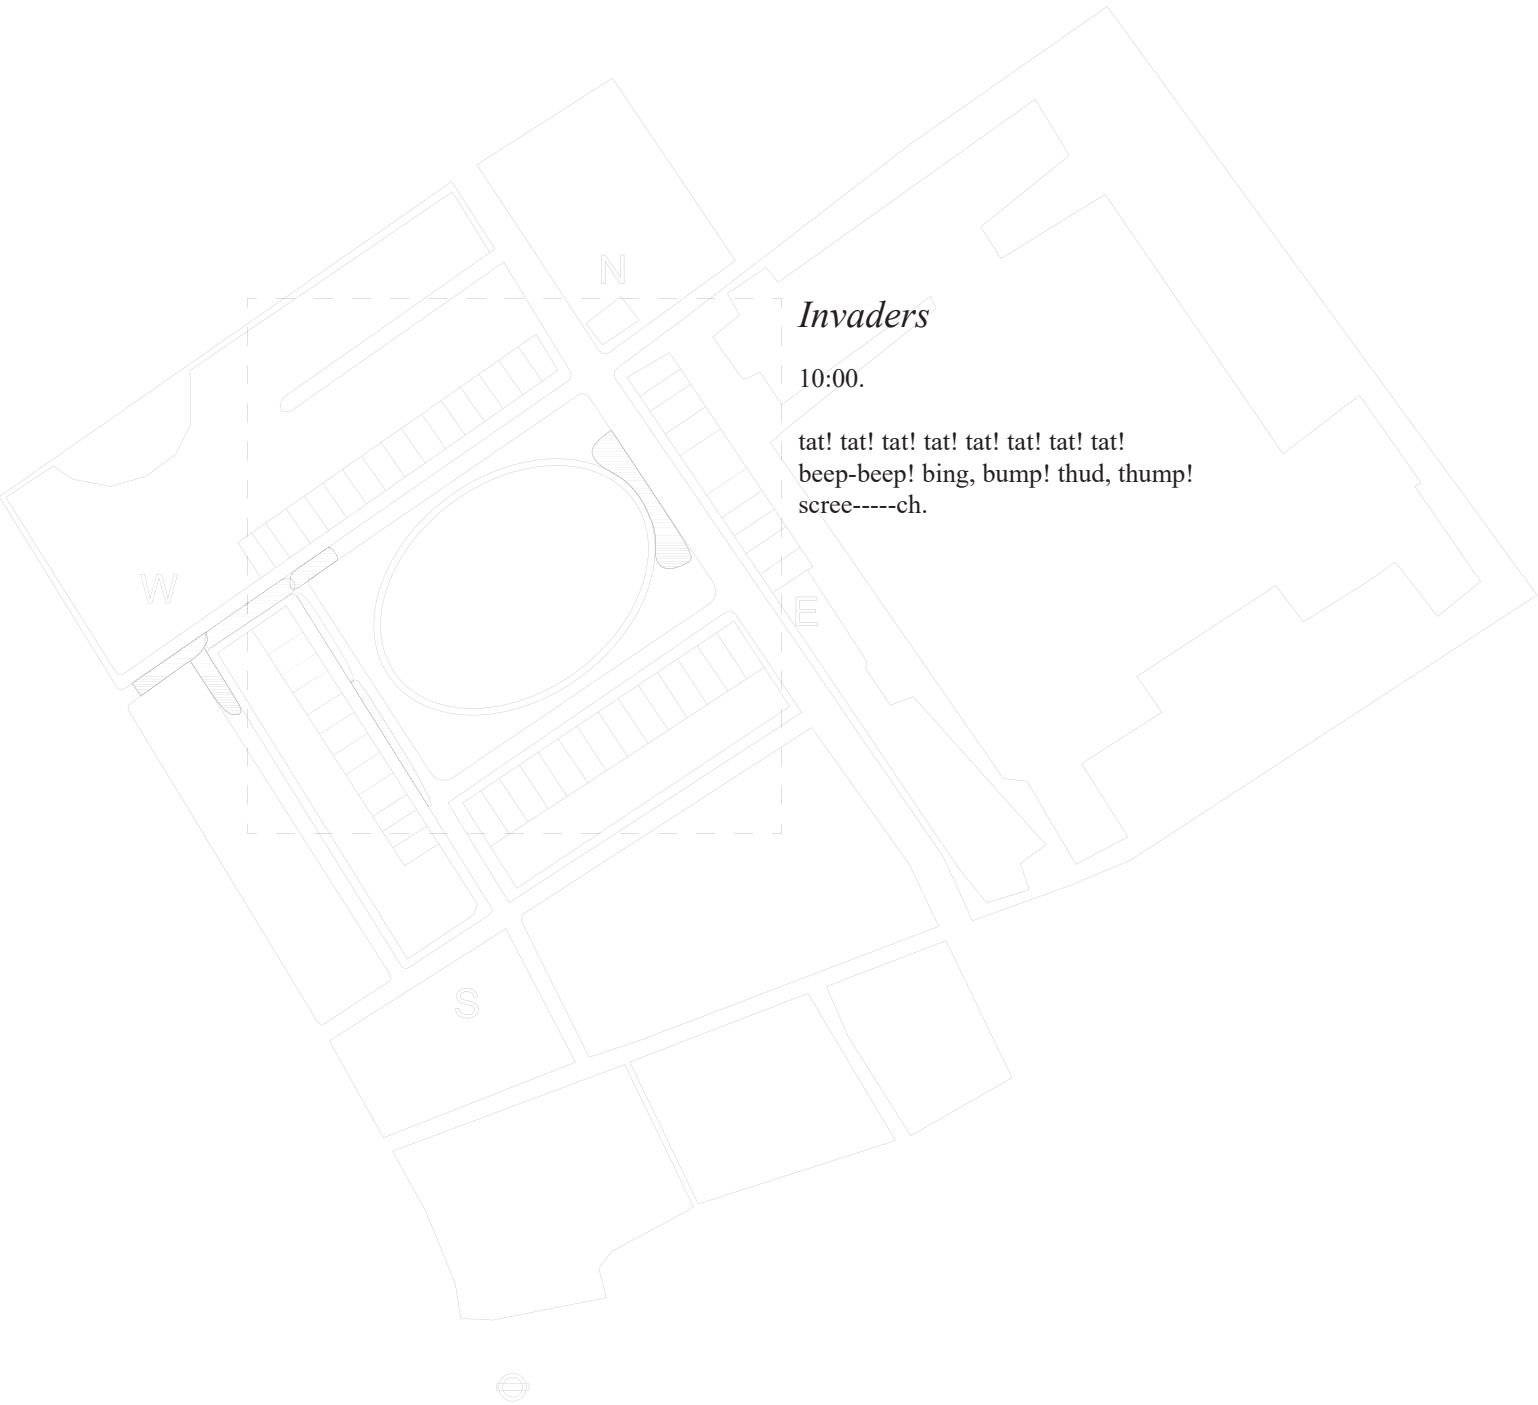 N
Invaders
10:00.
tat! tat! tat! tat! tat! tat! tat! tat!
beep-beep! bing, bump! thud, thump!
scree-----ch.
W
E
S